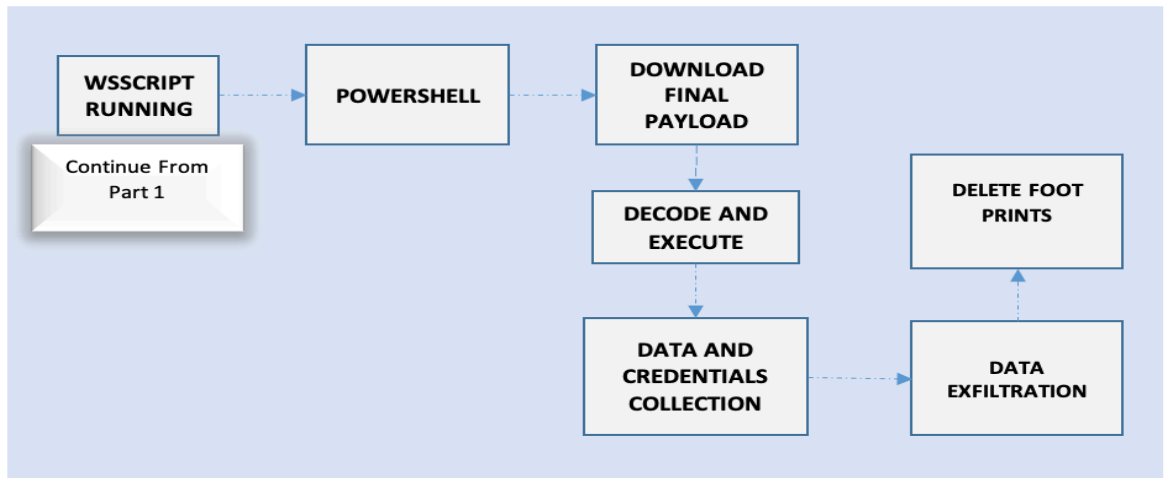 WSSCRIPT
RUNNING
Continue From
Part 1
POWERSHELL
DOWNLOAD
FINAL
PAYLOAD
DECODE AND
EXECUTE
DATA AND
CREDENTIALS
COLLECTION
DATA
EXFILTRATION
DELETE FOOT
PRINTS